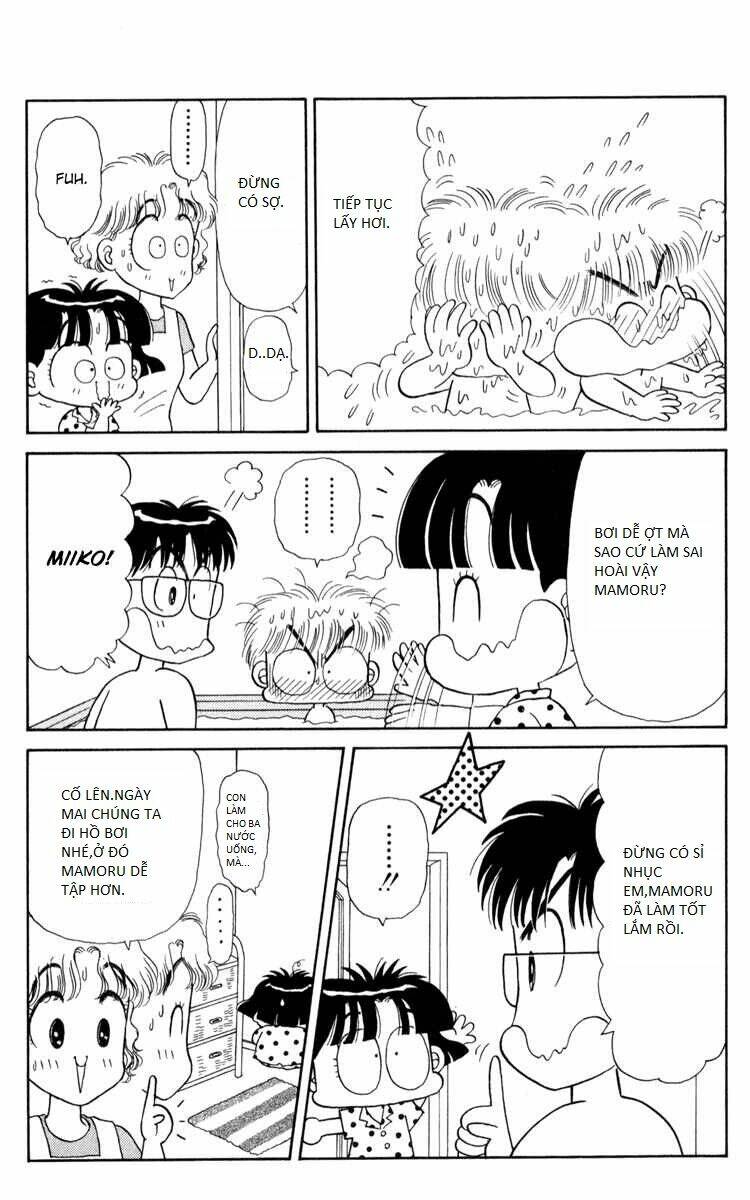 TIẾP TỤC
LẤY HƠI.
ĐỪNG
CÓ SỢ.
D..DẠ.
FUH.
BƠI DỄ ỢT MÀ
SAO CỨ LÀM SAI
HOÀI VẬY
MAMORU?
MIIKO!
ĐỪNG CÓ SỈ
NHỤC
EM,MAMORU
ĐÃ LÀM TỐT
LẮM RỒI.
!!
CON
LÀM
CHO BA
NƯỚC
UỐNG,
MÀ...
CỐ LÊN.NGÀY
MAI CHÚNG TA
ĐI HỒ BƠI
NHÉ,Ở ĐÓ
MAMORU DỄ
TẬP HƠN.